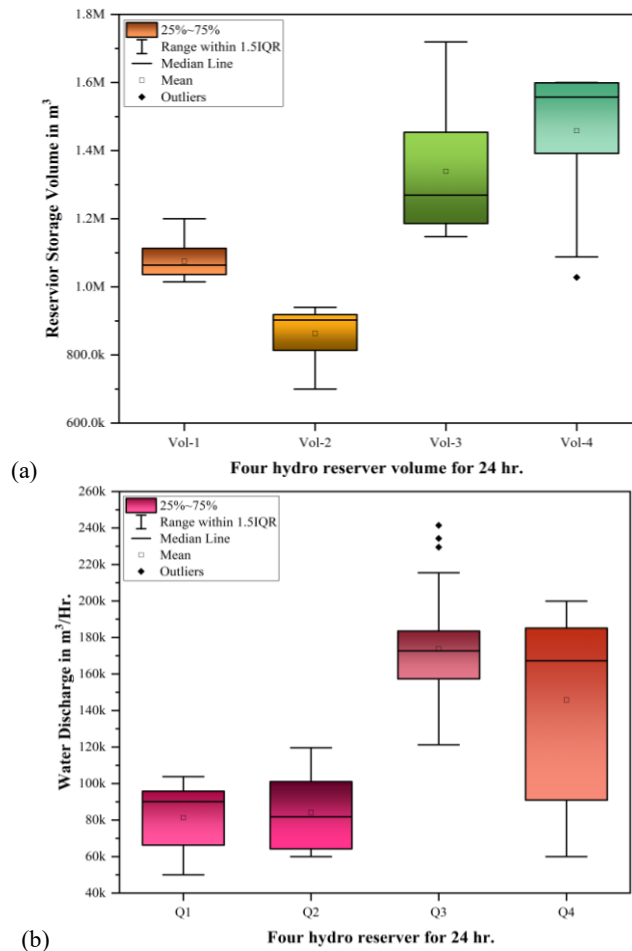 1.8M
25%~75%
Range within 1.5IQR
Median Line
Mean
Outliers
1.6M
1.4M
1.2M
1.0M
800.0k
600.0k
Reservior Storage Volume in m³
Vol-1 Vol-2 Vol-3 Vol-4
(a) Four hydro reserver volume for 24 hr.
260k
25%~75%
Range within 1.5IQR
Median Line
Mean
Outliers
240k
220k
200k
180k
160k
140k
120k
100k
80k
60k
40k
Water Discharge in m³/Hr.
Q1 Q2 Q3 Q4
(b) Four hydro reserver for 24 hr.